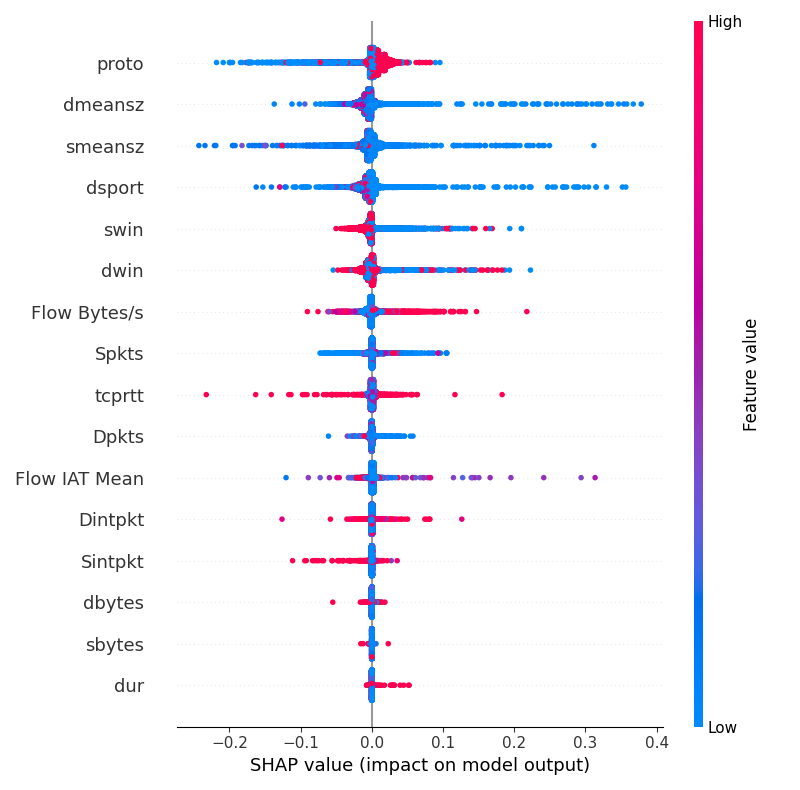 High
proto
dmeansz
smeansz
dsport
swin
dwin
Flow Bytes/s
Spkts
tcprtt
Dpkts
Flow IAT Mean
Dintpkt
Sintpkt
dbytes
sbytes
dur
Feature value
Low
−0.2 −0.1 0.0 0.1 0.2 0.3 0.4
SHAP value (impact on model output)